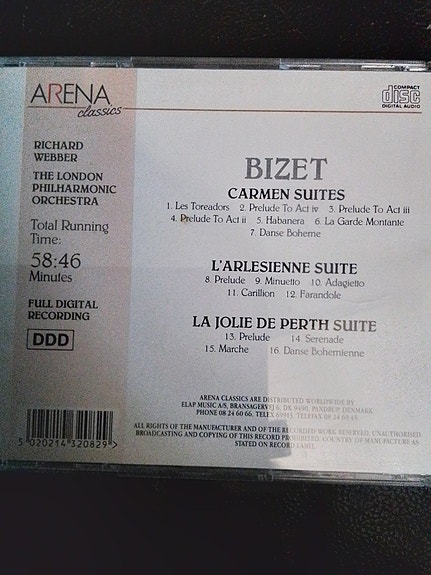 ARENA
classics
COMPACT
disc
DIGITAL AUDIO
RICHARD
WEBBER
THE LONDON
PHILHARMONIC
ORCHESTRA
Total Running
Time:
58:46
Minutes
FULL DIGITAL
RECORDING
DDD
5 020214 320829 >
BIZET
CARMEN SUITES
1. Les Toreadors 2. Prelude To Act iv 3. Prelude To Act iii
4. Prelude To Act ii 5. Habanera 6. La Garde Montante
7. Danse Boheme
L'ARLESIENNE SUITE
8. Prelude 9. Minuetto 10. Adagietto
11. Carillion 12. Farandole
LA JOLIE DE PERTH SUITE
13. Prelude 14. Serenade
15. Marche 16. Danse Bohemienne
ARENA CLASSICS ARE DISTRIBUTED WORLDWIDE BY
ELAP MUSIC A/S, BRANSAGERVEJ 6, DK 9490, PANDRUP, DENMARK
PHONE 08 24 60 66. TELEX 69913. TELEFAX 08 24 60
ALL RIGHTS OF THE MANUFACTURER AND OF THE RECORDED WORK RESERVED. UNAUTHORISED
BROADCASTING AND COPYING OF THIS RECORD PROHIBITED. COUNTRY OF MANUFACTURE AS
STATED ON RECORD LABEL.